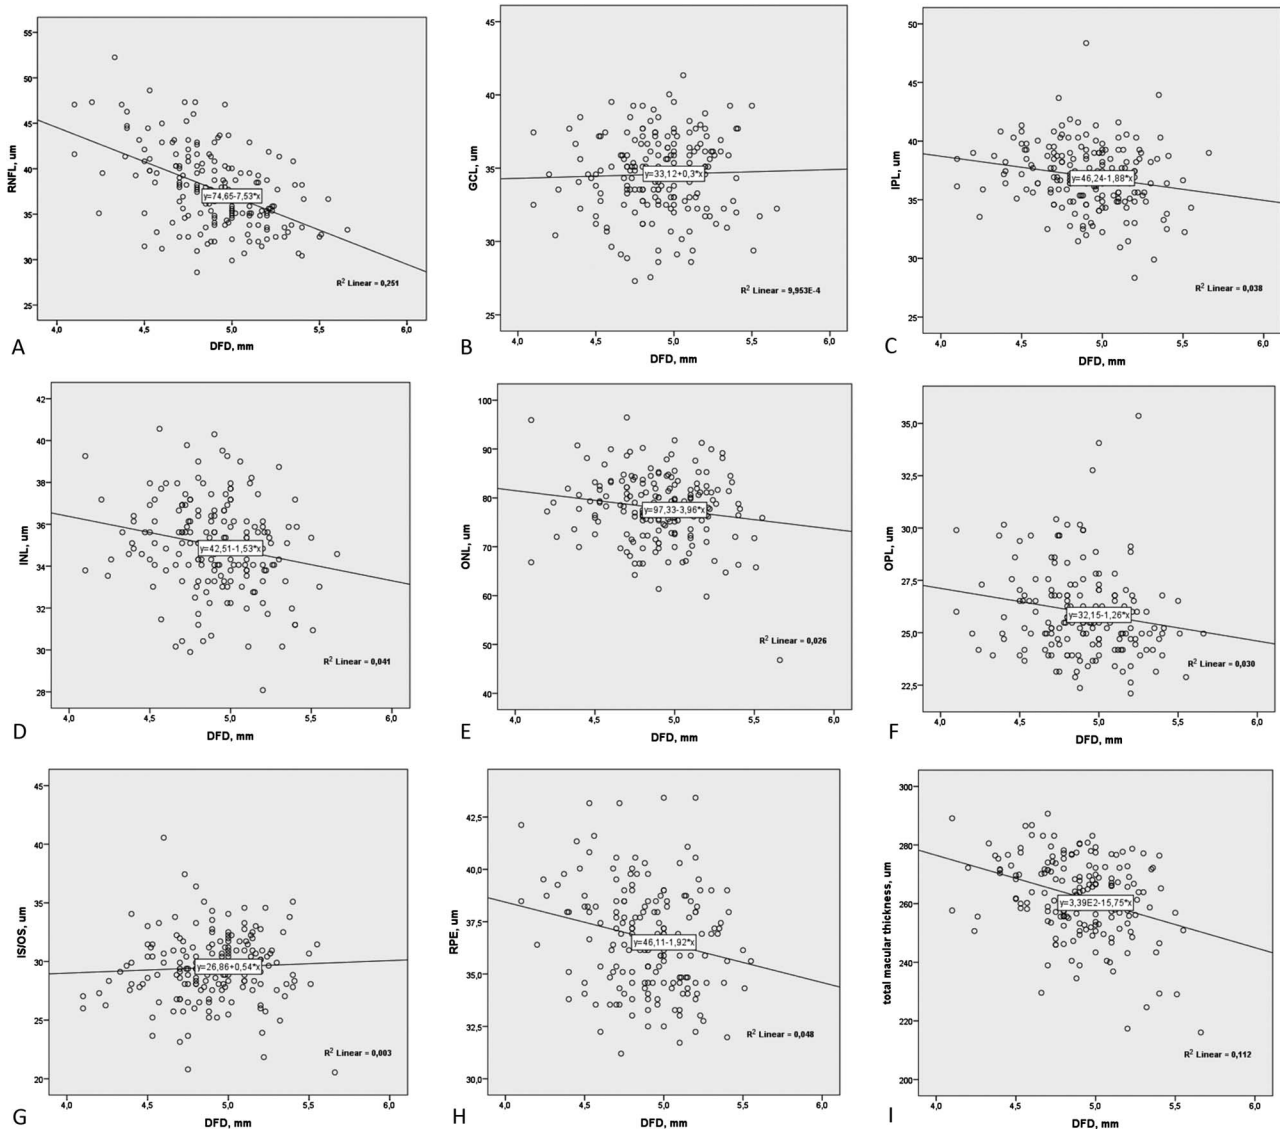 55
50
45
40
35
30
25
RNFL, um
y=74,65-7,53*x
R² Linear = 0,251
4,0 4,5 5,0 5,5 6,0
DFD, mm
A
45
40
35
30
25
GCL, um
y=33,12+0,3*x
R² Linear = 9,953E-4
4,0 4,5 5,0 5,5 6,0
DFD, mm
B
50
45
40
35
30
25
IPL, um
y=46,24-1,88*x
R² Linear = 0,038
4,0 4,5 5,0 5,5 6,0
DFD, mm
C
42
40
38
36
34
32
30
28
INL, um
y=42,51-1,53*x
R² Linear = 0,041
4,0 4,5 5,0 5,5 6,0
DFD, mm
D
100
90
80
70
60
50
40
ONL, um
y=97,33-3,96*x
R² Linear = 0,026
4,0 4,5 5,0 5,5 6,0
DFD, mm
E
35,0
32,5
30,0
27,5
25,0
22,5
OPL, um
y=32,15-1,26*x
R² Linear = 0,030
4,0 4,5 5,0 5,5 6,0
DFD, mm
F
45
40
35
30
25
20
IS/OS, um
y=26,86+0,54*x
R² Linear = 0,003
4,0 4,5 5,0 5,5 6,0
DFD, mm
G
42,5
40,0
37,5
35,0
32,5
30,0
RPE, um
y=46,11-1,92*x
R² Linear = 0,048
4,0 4,5 5,0 5,5 6,0
DFD, mm
H
300
280
260
240
220
200
total macular thickness, um
y=3,39E2-15,75*x
R² Linear = 0,112
4,0 4,5 5,0 5,5 6,0
DFD, mm
I